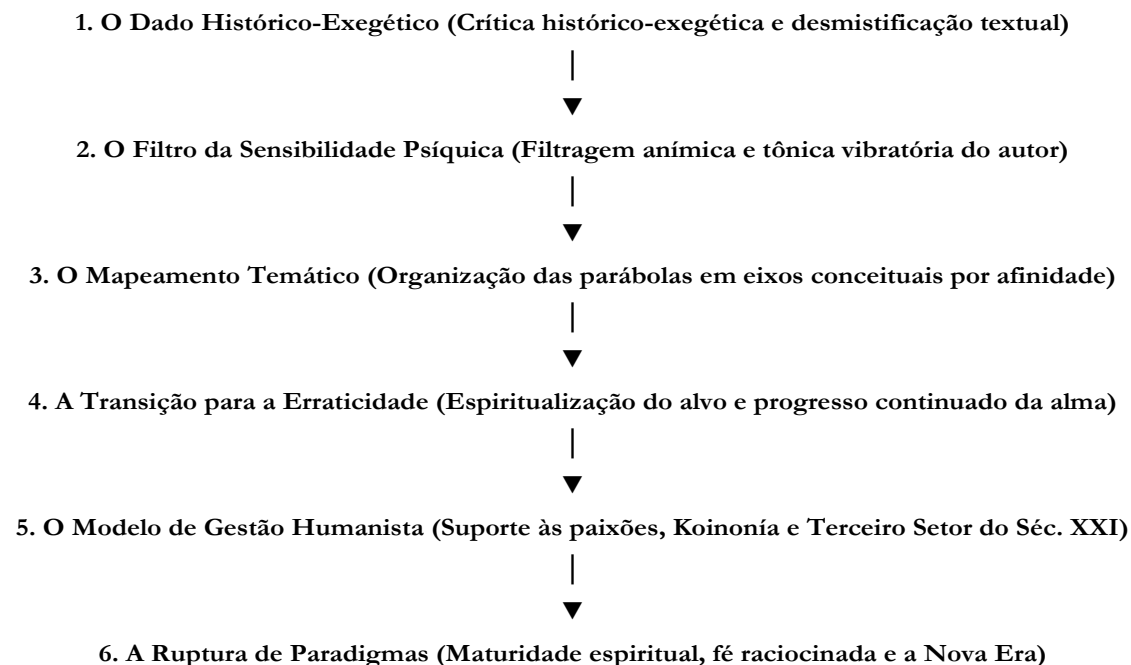 1. O Dado Histórico-Exegético (Crítica histórico-exegética e desmistificação textual)
2. O Filtro da Sensibilidade Psíquica (Filtragem anímica e tônica vibratória do autor)
3. O Mapeamento Temático (Organização das parábolas em eixos conceituais por afinidade)
4. A Transição para a Erraticidade (Espiritualização do alvo e progresso continuado da alma)
5. O Modelo de Gestão Humanista (Suporte às paixões, Koinonía e Terceiro Setor do Séc. XXI)
6. A Ruptura de Paradigmas (Maturidade espiritual, fé raciocinada e a Nova Era)